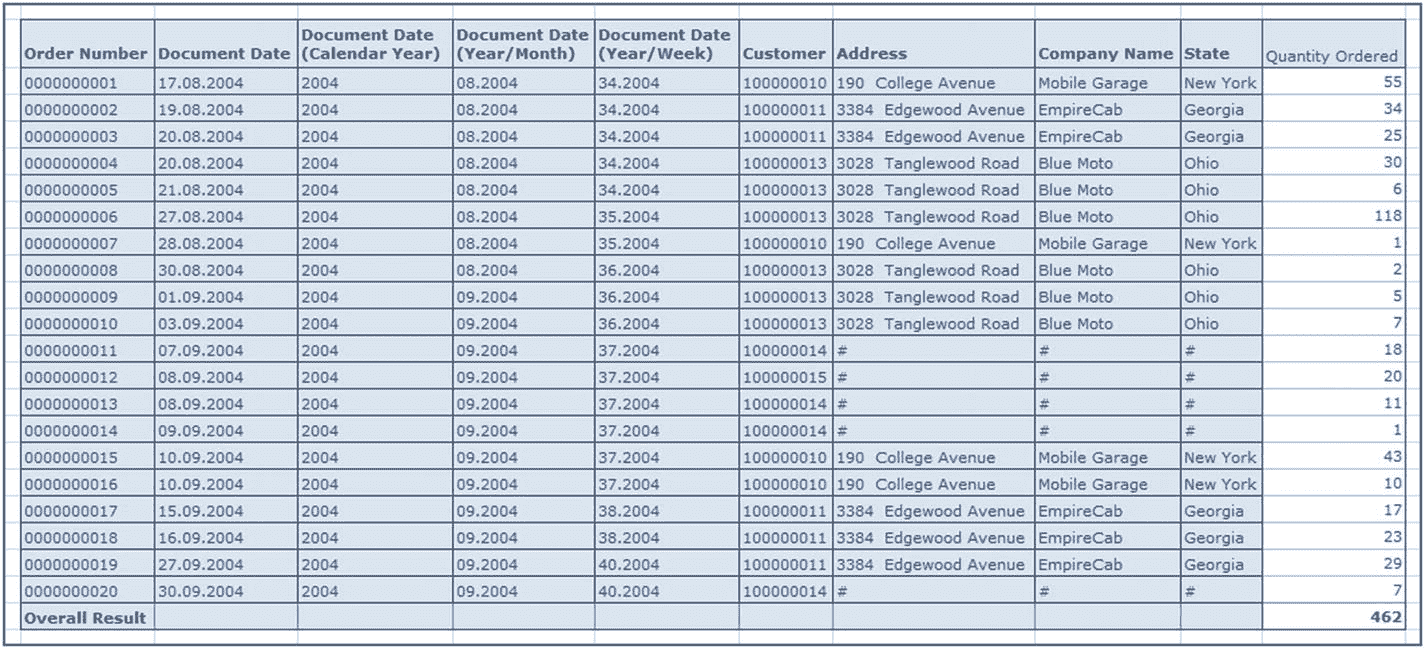 Order Number Document Date Document Date (Calendar Year) Document Date (Year/Month) Document Date (Year/Week) Customer Address Company Name State Quantity Ordered
0000000001 17.08.2004 2004 08.2004 34.2004 100000010 190 College Avenue Mobile Garage New York 55
0000000002 19.08.2004 2004 08.2004 34.2004 100000011 3384 Edgewood Avenue EmpireCab Georgia 34
0000000003 20.08.2004 2004 08.2004 34.2004 100000011 3384 Edgewood Avenue EmpireCab Georgia 25
0000000004 20.08.2004 2004 08.2004 34.2004 100000013 3028 Tanglewood Road Blue Moto Ohio 30
0000000005 21.08.2004 2004 08.2004 34.2004 100000013 3028 Tanglewood Road Blue Moto Ohio 6
0000000006 27.08.2004 2004 08.2004 35.2004 100000013 3028 Tanglewood Road Blue Moto Ohio 118
0000000007 28.08.2004 2004 08.2004 35.2004 100000010 190 College Avenue Mobile Garage New York 1
0000000008 30.08.2004 2004 08.2004 36.2004 100000013 3028 Tanglewood Road Blue Moto Ohio 2
0000000009 01.09.2004 2004 09.2004 36.2004 100000013 3028 Tanglewood Road Blue Moto Ohio 5
0000000010 03.09.2004 2004 09.2004 36.2004 100000013 3028 Tanglewood Road Blue Moto Ohio 7
0000000011 07.09.2004 2004 09.2004 37.2004 100000014 # # # 18
0000000012 08.09.2004 2004 09.2004 37.2004 100000015 # # # 20
0000000013 08.09.2004 2004 09.2004 37.2004 100000014 # # # 11
0000000014 09.09.2004 2004 09.2004 37.2004 100000014 # # # 1
0000000015 10.09.2004 2004 09.2004 37.2004 100000010 190 College Avenue Mobile Garage New York 43
0000000016 10.09.2004 2004 09.2004 37.2004 100000010 190 College Avenue Mobile Garage New York 10
0000000017 15.09.2004 2004 09.2004 38.2004 100000011 3384 Edgewood Avenue EmpireCab Georgia 17
0000000018 16.09.2004 2004 09.2004 38.2004 100000011 3384 Edgewood Avenue EmpireCab Georgia 23
0000000019 27.09.2004 2004 09.2004 40.2004 100000011 3384 Edgewood Avenue EmpireCab Georgia 29
0000000020 30.09.2004 2004 09.2004 40.2004 100000014 # # # 7
Overall Result 462